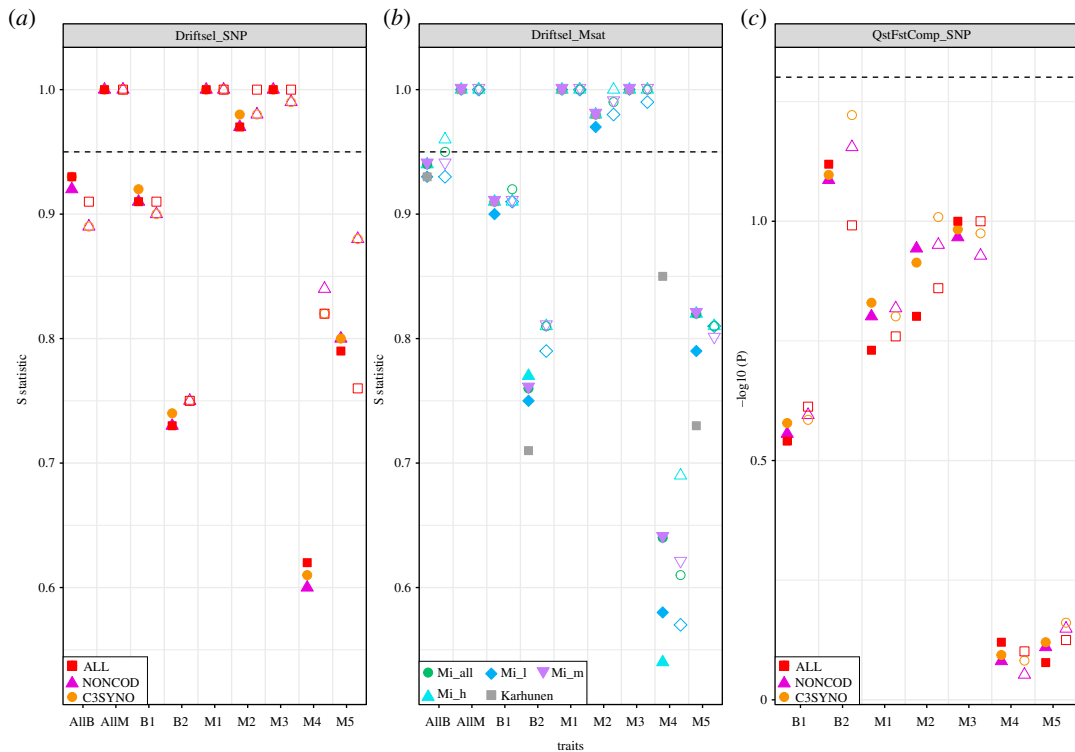 (a)
Driftsel_SNP
1.0
0.9
0.8
0.7
0.6
S statistic
ALL
NONCOD
C3SYNO
AllB AllM B1 B2 M1 M2 M3 M4 M5
(b)
Driftsel_Msat
1.0
0.9
0.8
0.7
0.6
S statistic
Mi_all Mi_l Mi_m
Mi_h Karhunen
AllB AllM B1 B2 M1 M2 M3 M4 M5
traits
(c)
QstFstComp_SNP
1.0
0.5
0
−log10 (P)
ALL
NONCOD
C3SYNO
B1 B2 M1 M2 M3 M4 M5